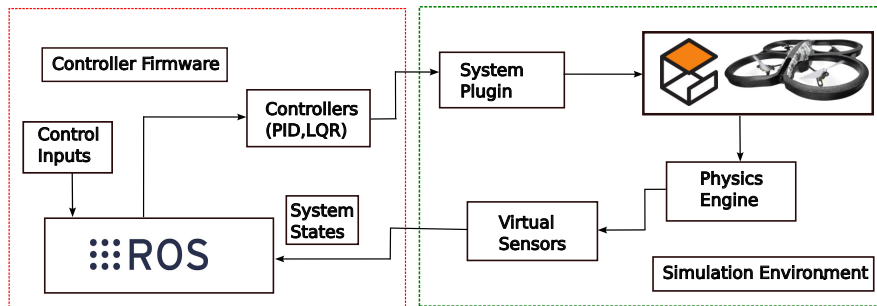 Controller Firmware
Control
Inputs
Controllers
(PID,LQR)
System
States
ROS
System
Plugin
Physics
Engine
Virtual
Sensors
Simulation Environment